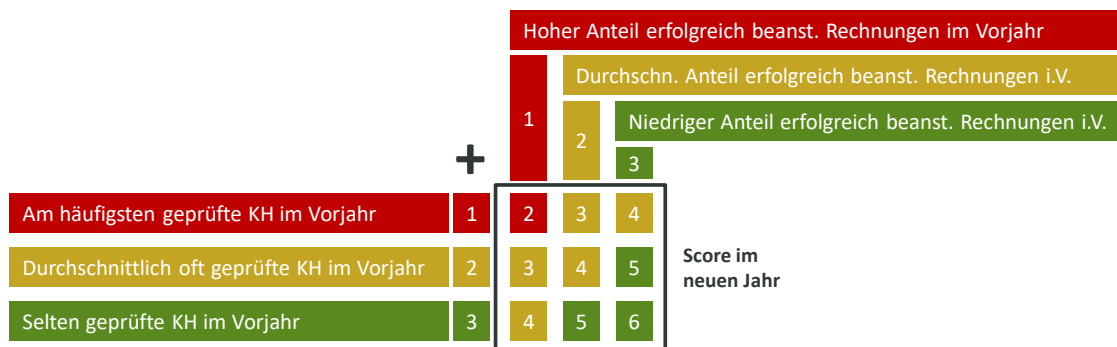 Hoher Anteil erfolgreich beanst. Rechnungen im Vorjahr
Durchschn. Anteil erfolgreich beanst. Rechnungen i.V.
1
Niedriger Anteil erfolgreich beanst. Rechnungen i.V.
2
+
3
Am häufigsten geprüfte KH im Vorjahr 1 2 3 4
Durchschnittlich oft geprüfte KH im Vorjahr 2 3 4 5
Score im
neuen Jahr
Selten geprüfte KH im Vorjahr 3 4 5 6